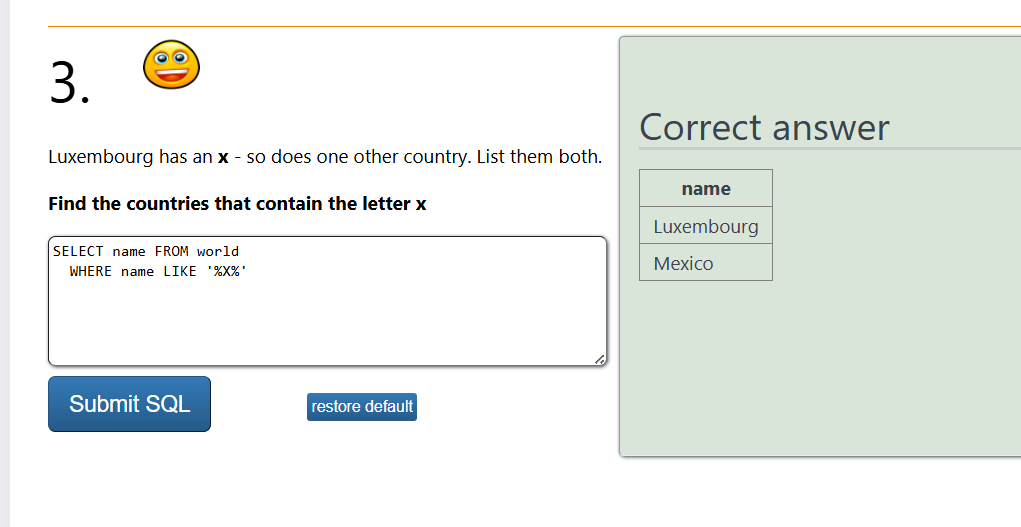 3.
Luxembourg has an x - so does one other country. List them both.
Find the countries that contain the letter x
SELECT name FROM world
  WHERE name LIKE '%X%'
Submit SQL
restore default
Correct answer
name
Luxembourg
Mexico